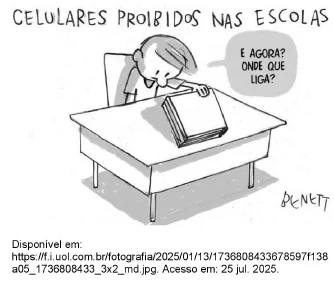 CELULARES PROIBIDOS NAS ESCOLAS
E AGORA?
ONDE QUE
LIGA?
BENETT
Disponível em:
https://f.i.uol.com.br/fotografia/2025/01/13/1736808433678597f138
a05_1736808433_3x2_md.jpg. Acesso em: 25 jul. 2025.